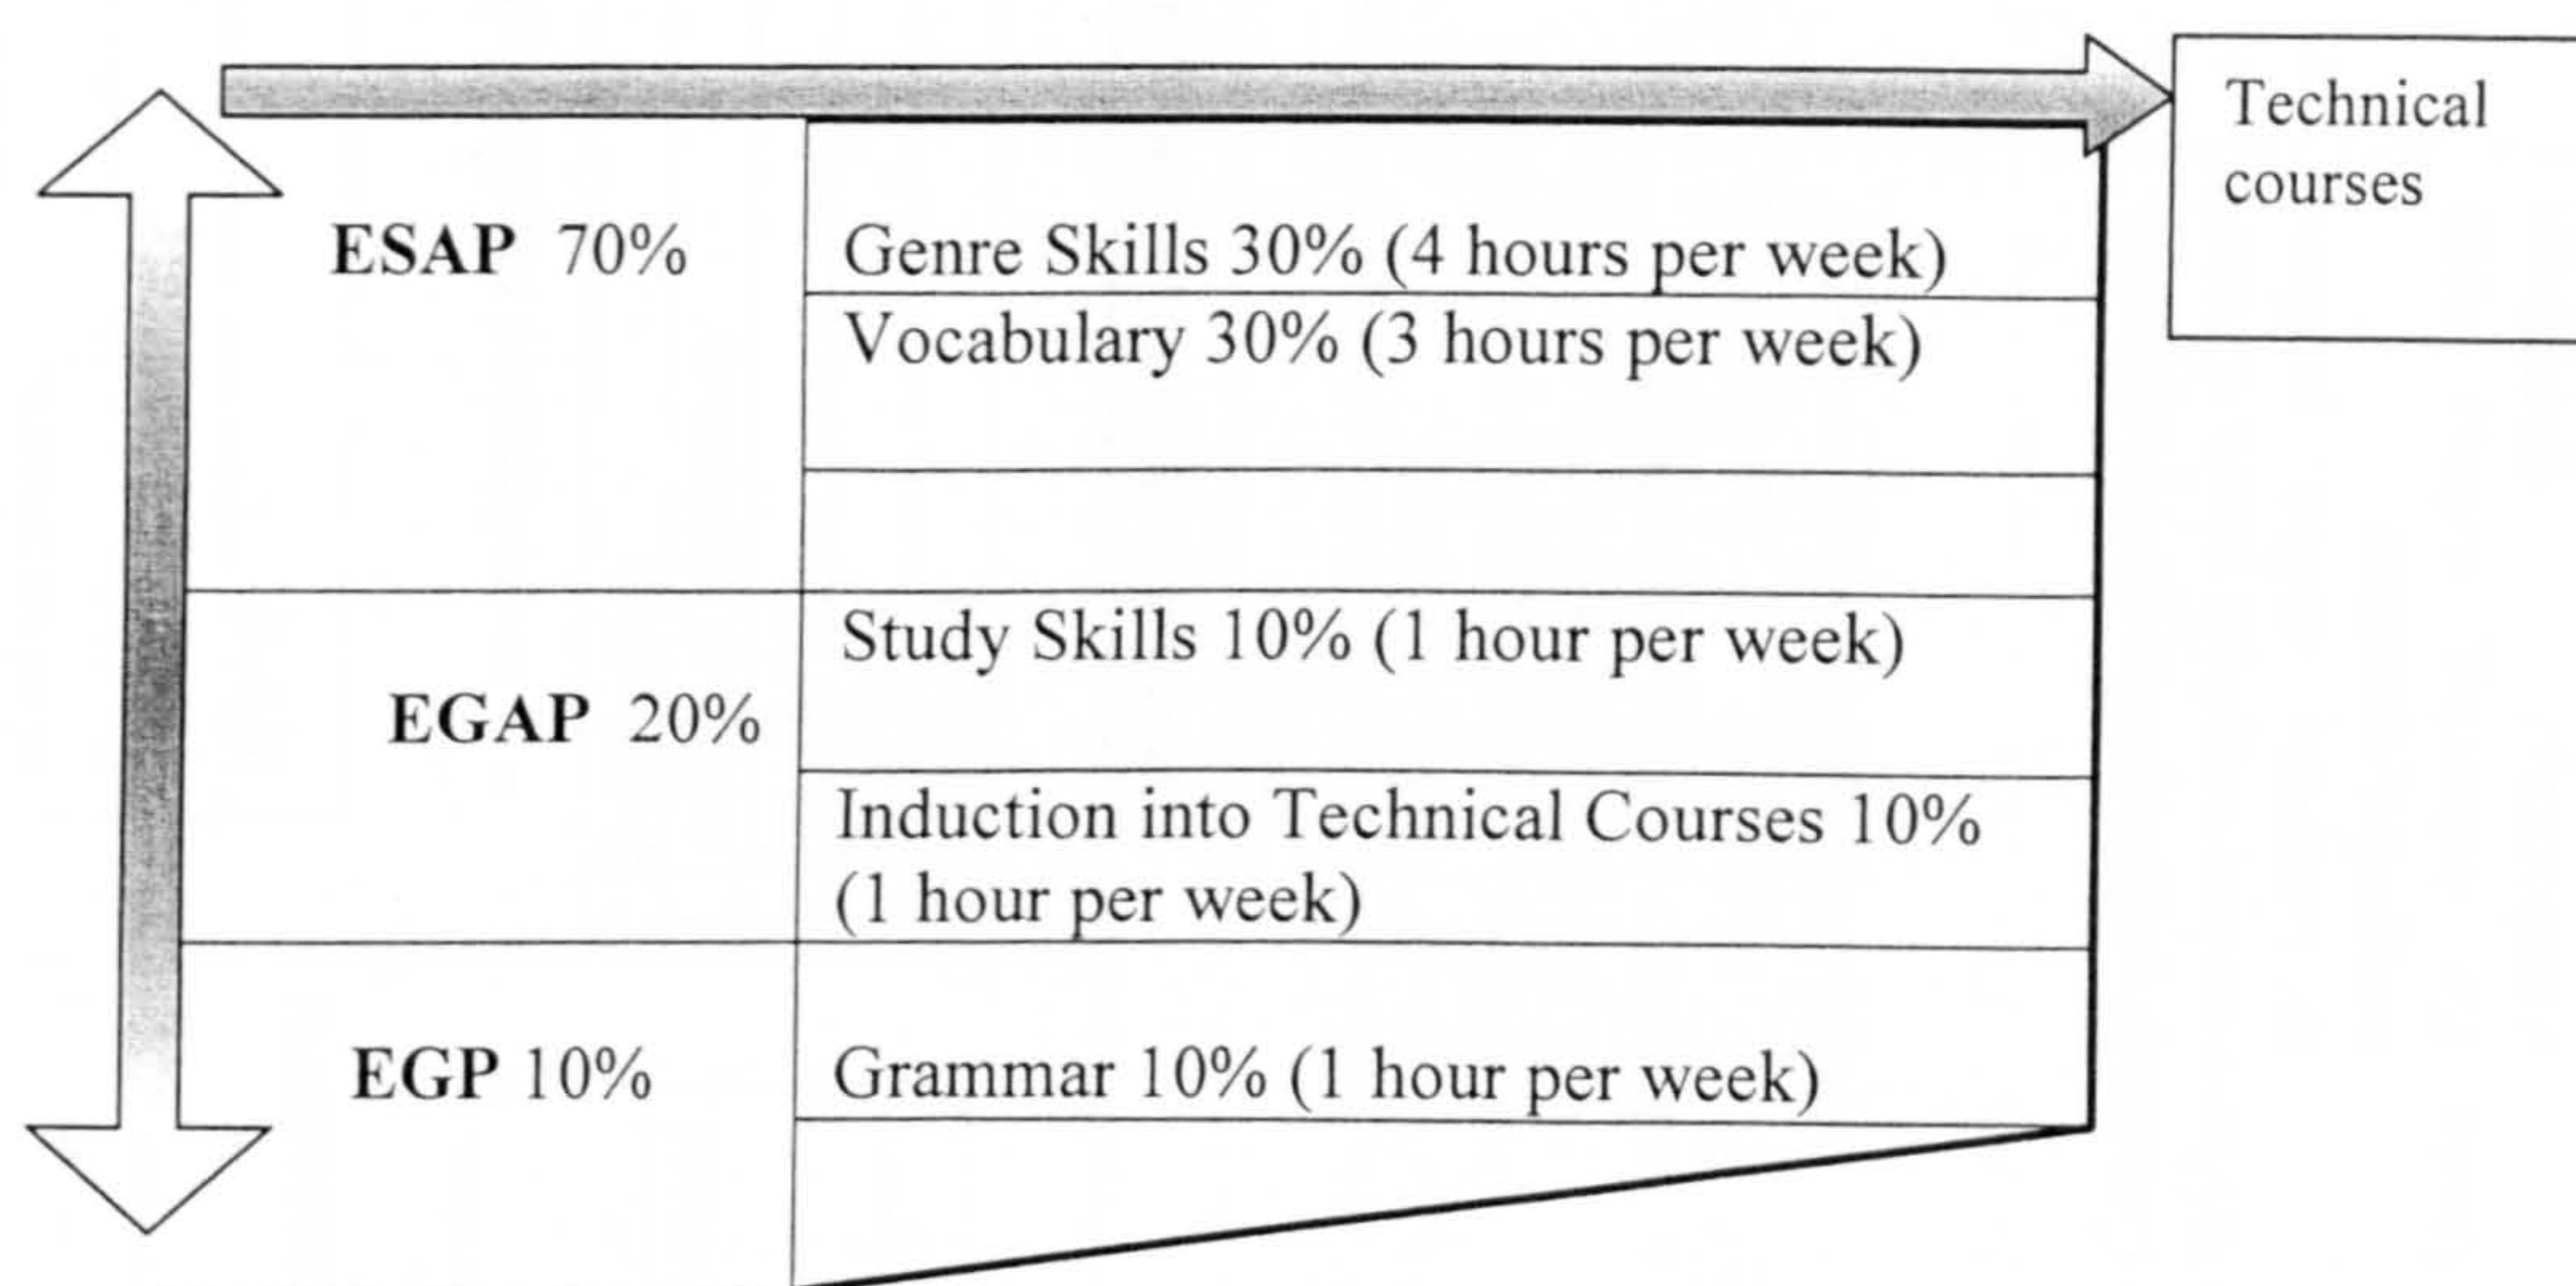 Technical
courses
ESAP 70%
Genre Skills 30% (4 hours per week)
Vocabulary 30% (3 hours per week)
Study Skills 10% (1 hour per week)
EGAP 20%
Induction into Technical Courses 10%
(1 hour per week)
EGP 10%
Grammar 10% (1 hour per week)